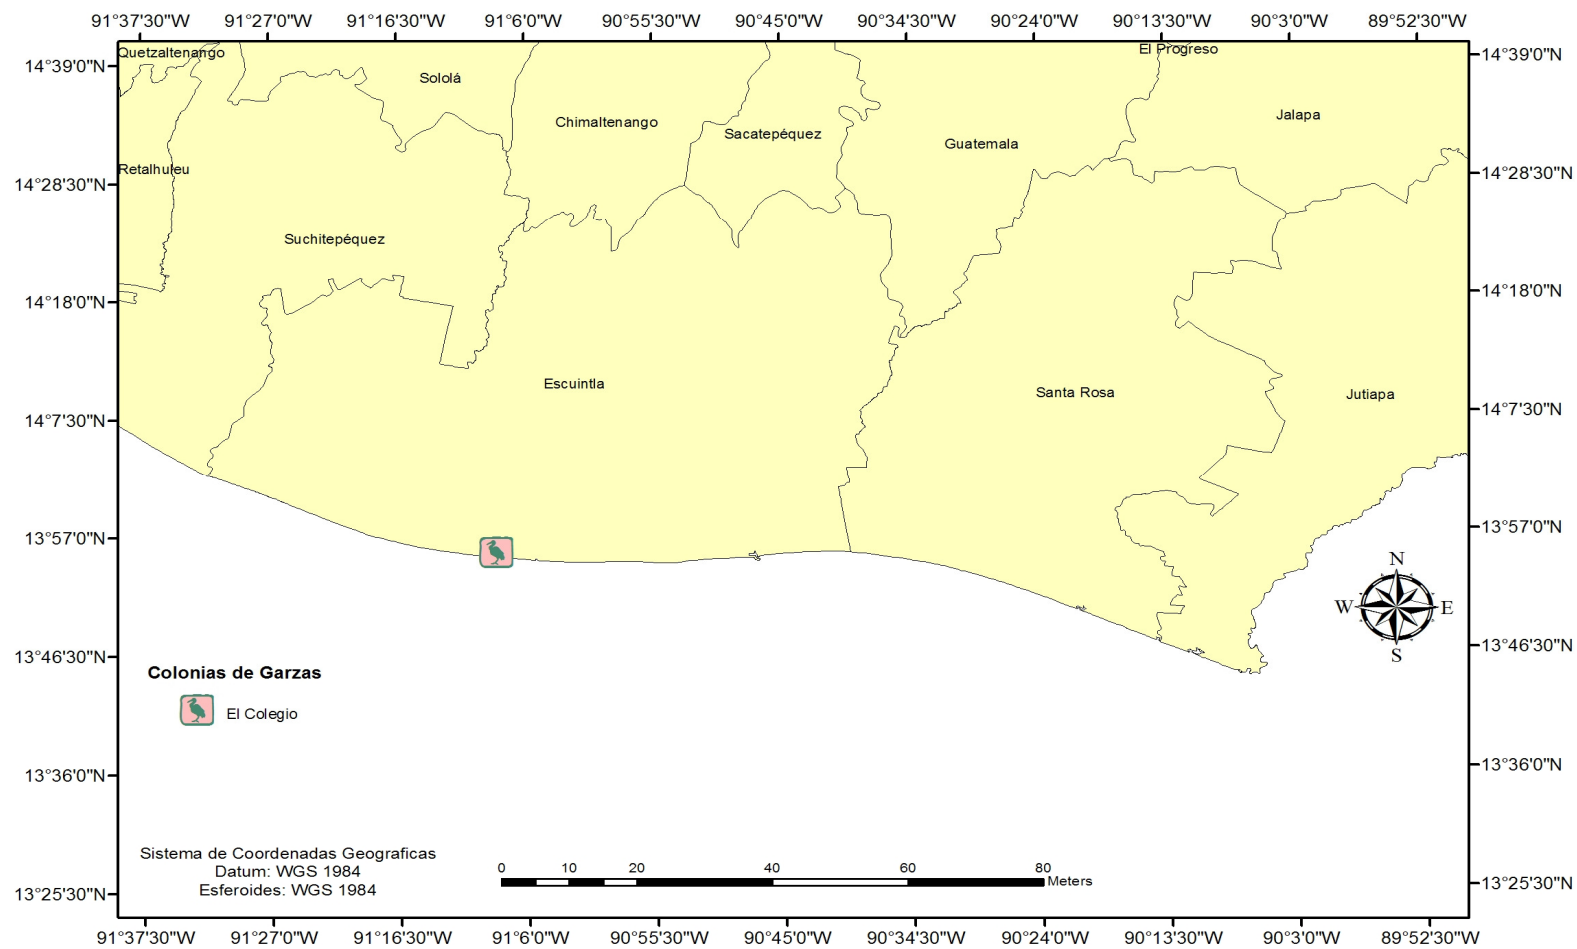 91°37'30"W 91°27'0"W 91°16'30"W 91°6'0"W 90°55'30"W 90°45'0"W 90°34'30"W 90°24'0"W 90°13'30"W 90°3'0"W 89°52'30"W
Quetzaltenango
El Progreso
14°39'0"N
14°39'0"N
Sololá
Chimaltenango
Sacatepéquez
Guatemala
Jalapa
Retalhuleu
14°28'30"N
14°28'30"N
Suchitepéquez
14°18'0"N
14°18'0"N
Escuintla
Santa Rosa
Jutiapa
14°7'30"N
14°7'30"N
13°57'0"N
13°57'0"N
N
W
E
S
13°46'30"N
13°46'30"N
Colonias de Garzas
El Colegio
13°36'0"N
13°36'0"N
Sistema de Coordenadas Geograficas
Datum: WGS 1984
Esferoides: WGS 1984
0 10 20 40 60 80
Meters
13°25'30"N
13°25'30"N
91°37'30"W 91°27'0"W 91°16'30"W 91°6'0"W 90°55'30"W 90°45'0"W 90°34'30"W 90°24'0"W 90°13'30"W 90°3'0"W 89°52'30"W